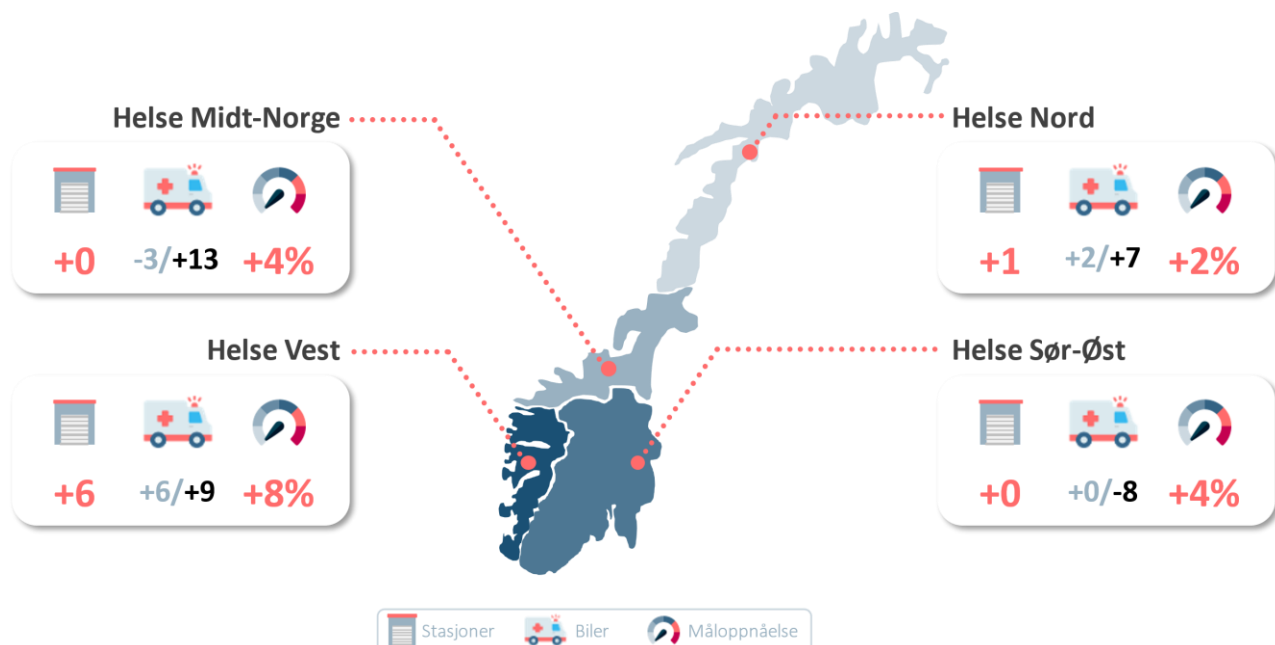 Helse Midt-Norge
+0 -3/+13 +4%
Helse Nord
+1 +2/+7 +2%
Helse Vest
+6 +6/+9 +8%
Helse Sør-Øst
+0 +0/-8 +4%
Stasjoner Biler Måloppnåelse